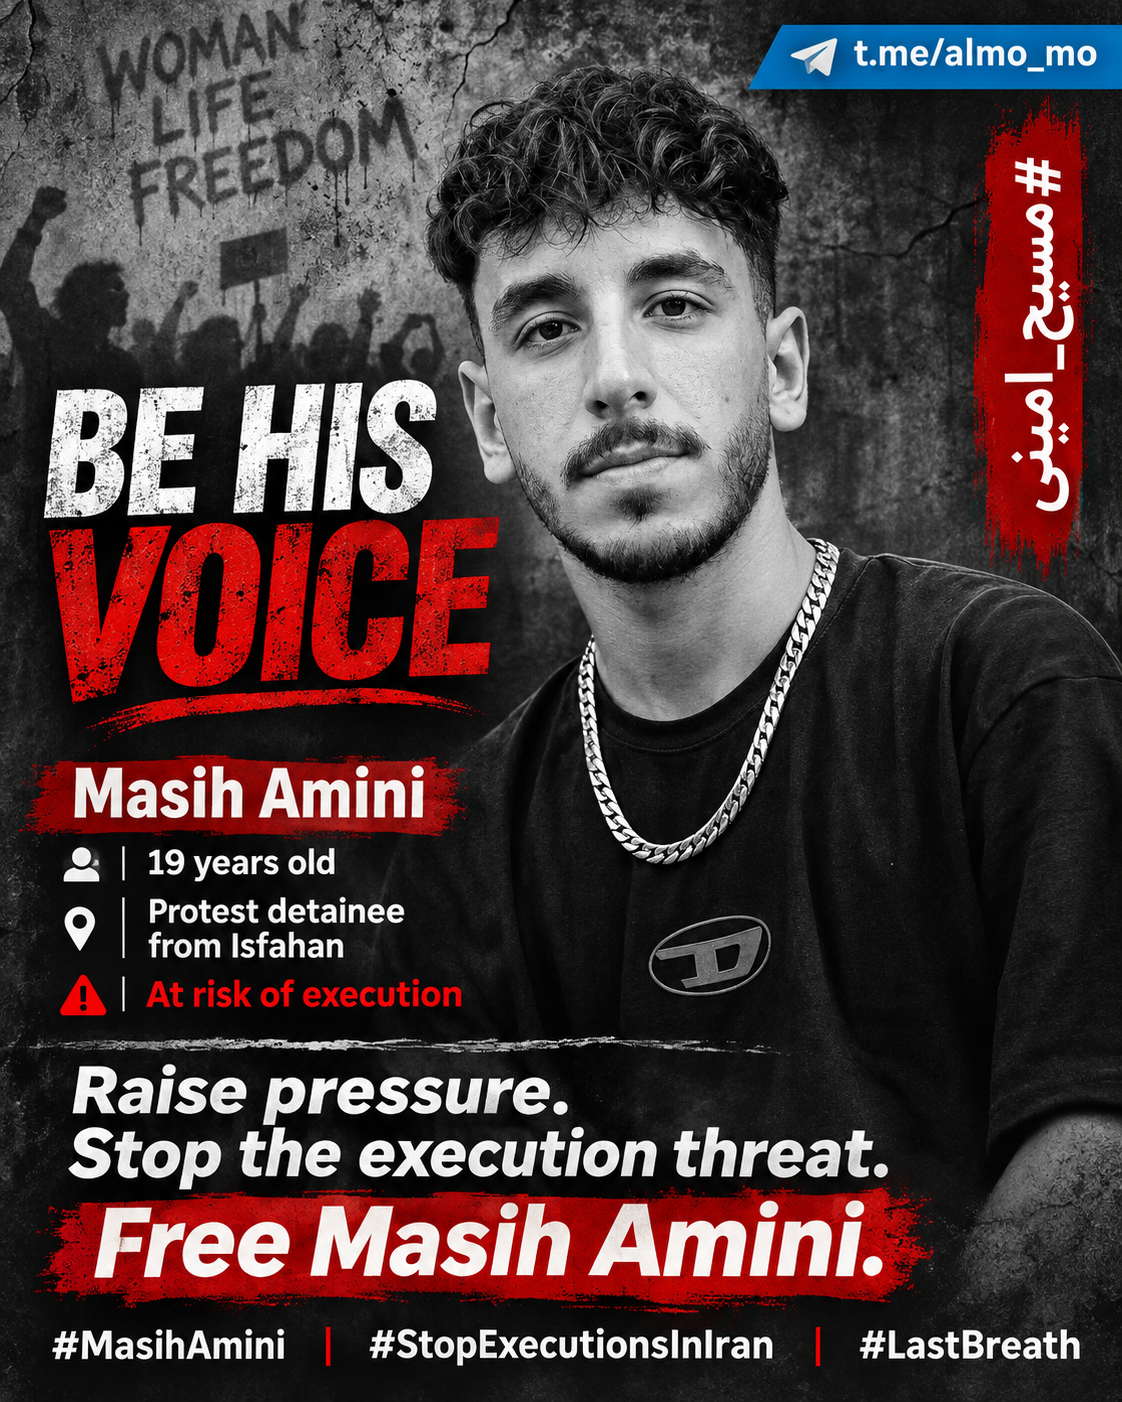 WOMAN
LIFE
FREEDOM
t.me/almo_mo
#مسیح_امینی
BE HIS
VOICE
Masih Amini
19 years old
Protest detainee
from Isfahan
At risk of execution
Raise pressure.
Stop the execution threat.
Free Masih Amini.
#MasihAmini | #StopExecutionsInIran | #LastBreath
D